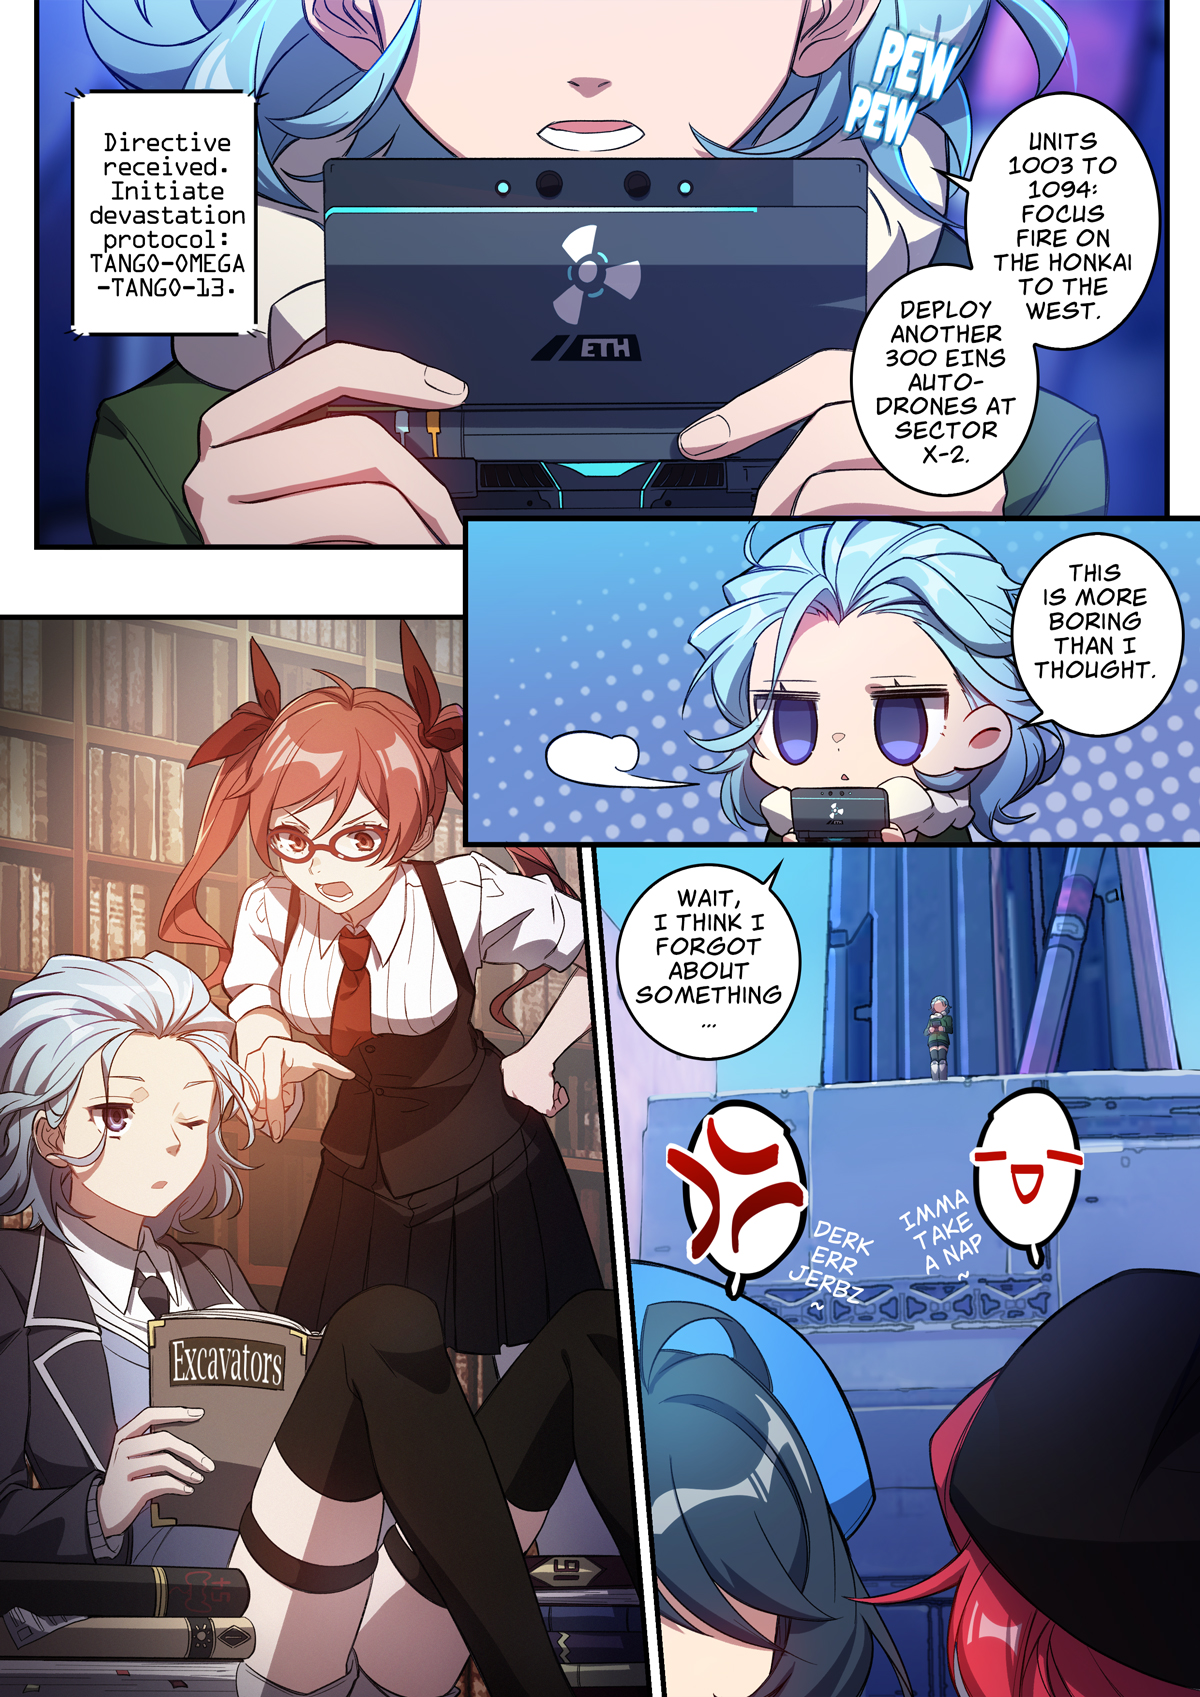 PEW
PEW
Directive
received.
Initiate
devastation
protocol:
TANGO-OMEGA
-TANGO-13.
UNITS
1003 TO
1094:
FOCUS
FIRE ON
THE HONKAI
TO THE
WEST.
DEPLOY
ANOTHER
300 EINS
AUTO-
DRONES AT
SECTOR
X-2.
//ETH
THIS
IS MORE
BORING
THAN I
THOUGHT.
WAIT,
I THINK I
FORGOT
ABOUT
SOMETHING
...
Excavators
DERK
ERR
JERBZ
~
IMMA
TAKE
A NAP
~